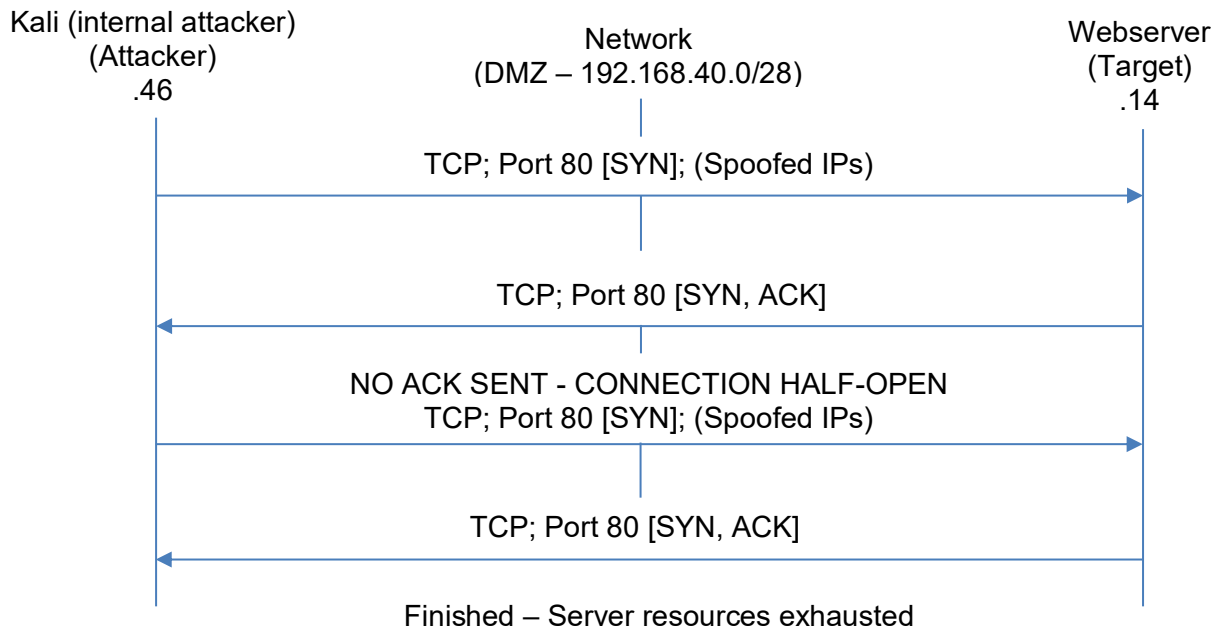 Kali (internal attacker)
(Attacker)
.46
Network
(DMZ – 192.168.40.0/28)
Webserver
(Target)
.14
TCP; Port 80 [SYN]; (Spoofed IPs)
TCP; Port 80 [SYN, ACK]
NO ACK SENT - CONNECTION HALF-OPEN
TCP; Port 80 [SYN]; (Spoofed IPs)
TCP; Port 80 [SYN, ACK]
Finished – Server resources exhausted